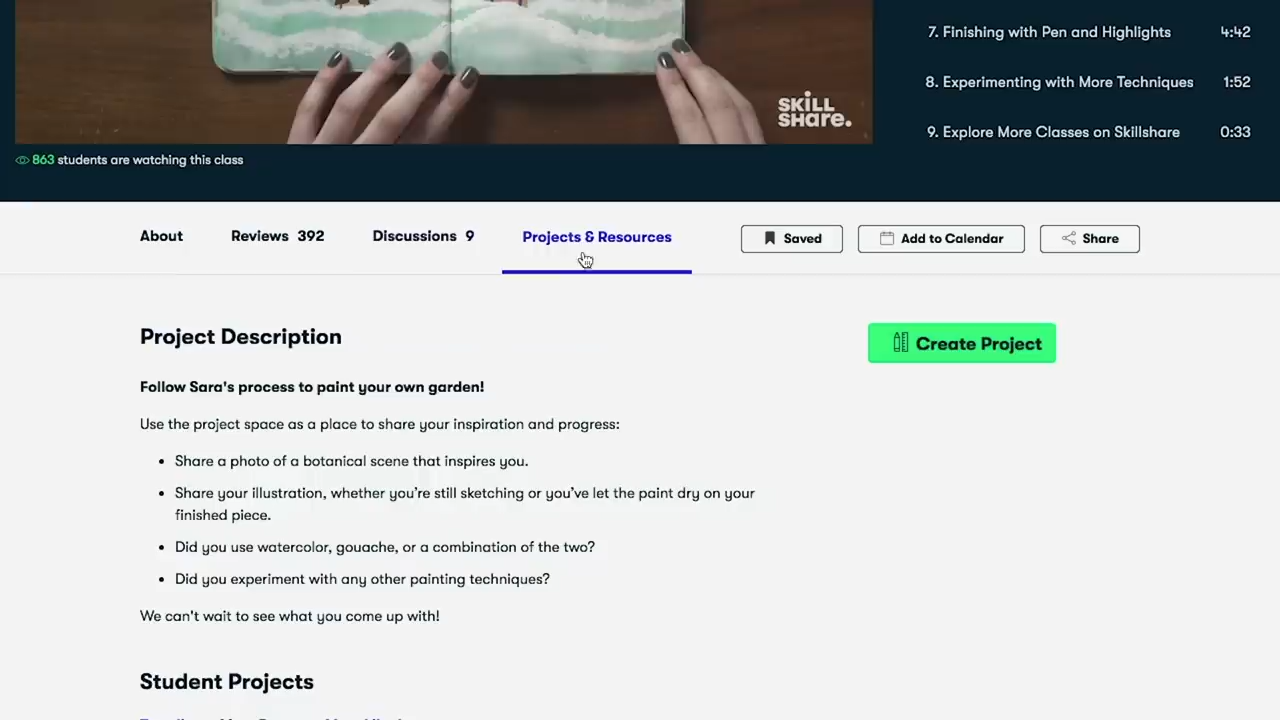 7. Finishing with Pen and Highlights 4:42
8. Experimenting with More Techniques 1:52
SKILL
SHARE.
9. Explore More Classes on Skillshare 0:33
863 students are watching this class
About Reviews 392 Discussions 9 Projects & Resources Saved Add to Calendar Share
Project Description
Create Project
Follow Sara's process to paint your own garden!
Use the project space as a place to share your inspiration and progress:
• Share a photo of a botanical scene that inspires you.
• Share your illustration, whether you're still sketching or you've let the paint dry on your
finished piece.
• Did you use watercolor, gouache, or a combination of the two?
• Did you experiment with any other painting techniques?
We can't wait to see what you come up with!
Student Projects